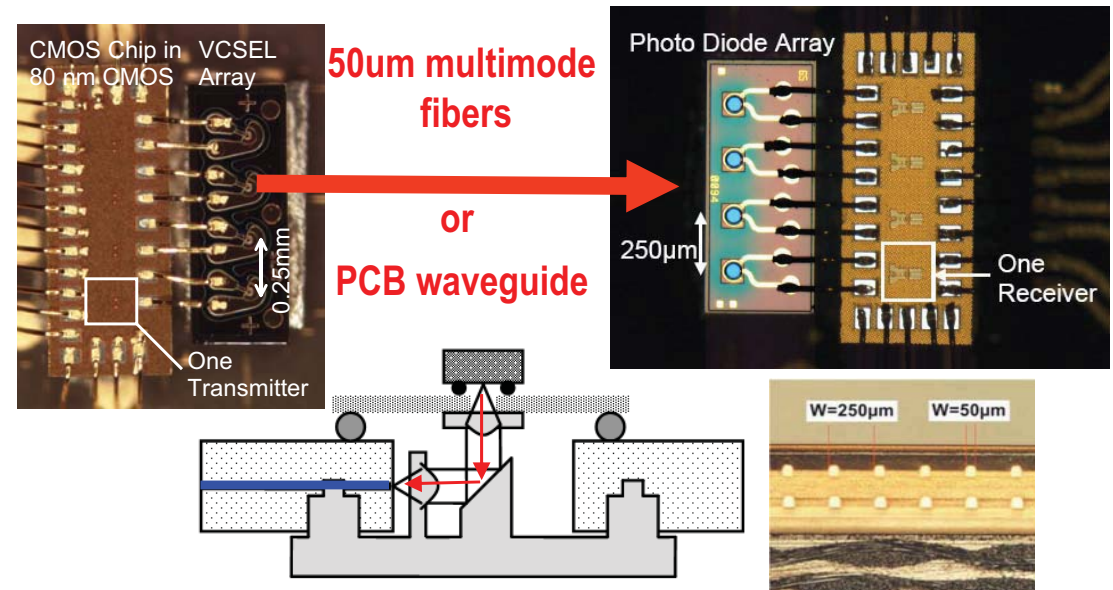 CMOS Chip in
80 nm CMOS
VCSEL
Array
0.25mm
One
Transmitter
50um multimode
fibers
or
PCB waveguide
Photo Diode Array
250µm
0094
One
Receiver
W=250µm
W=50µm